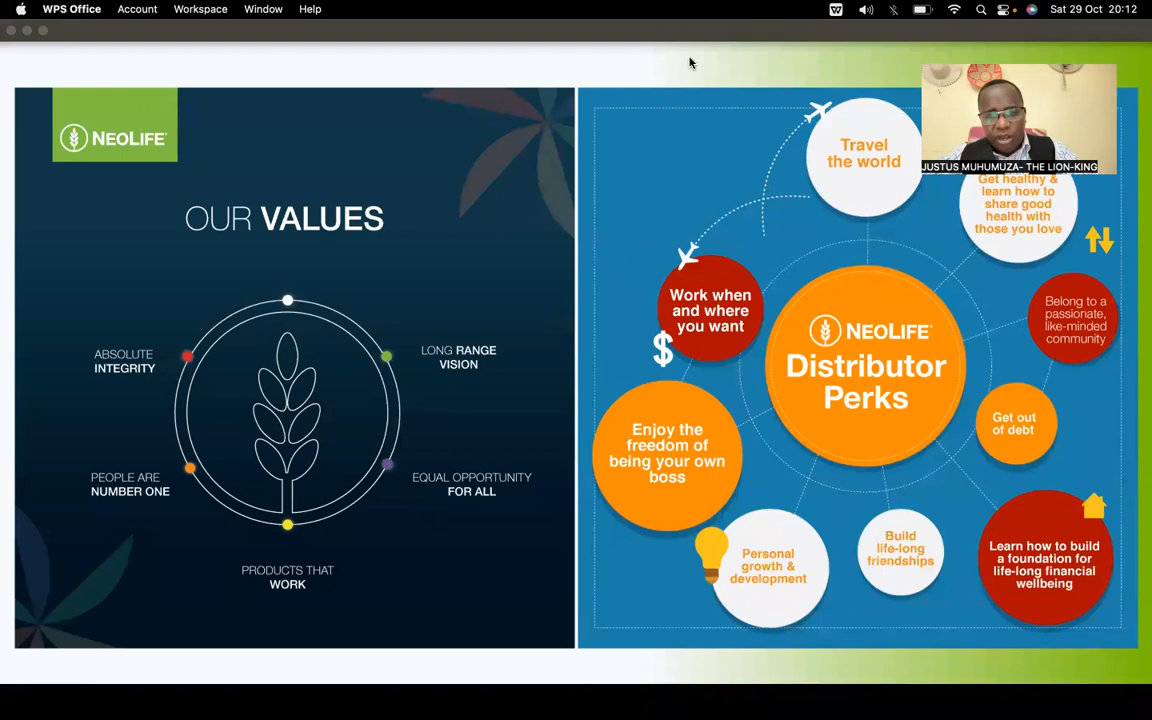 WPS Office Account Workspace Window Help Sat 29 Oct 20:12
NEOLIFE
OUR VALUES
ABSOLUTE
INTEGRITY
LONG RANGE
VISION
PEOPLE ARE
NUMBER ONE
EQUAL OPPORTUNITY
FOR ALL
PRODUCTS THAT
WORK
JUSTUS MUHUMUZA- THE LION-KING
Travel
the world
Get healthy &
learn how to
share good
health with
those you love
Work when
and where
you want
$
Belong to a
passionate,
like-minded
community
NEOLIFE
Distributor
Perks
Get out
of debt
Enjoy the
freedom of
being your own
boss
Personal
growth &
development
Build
life-long
friendships
Learn how to build
a foundation for
life-long financial
wellbeing